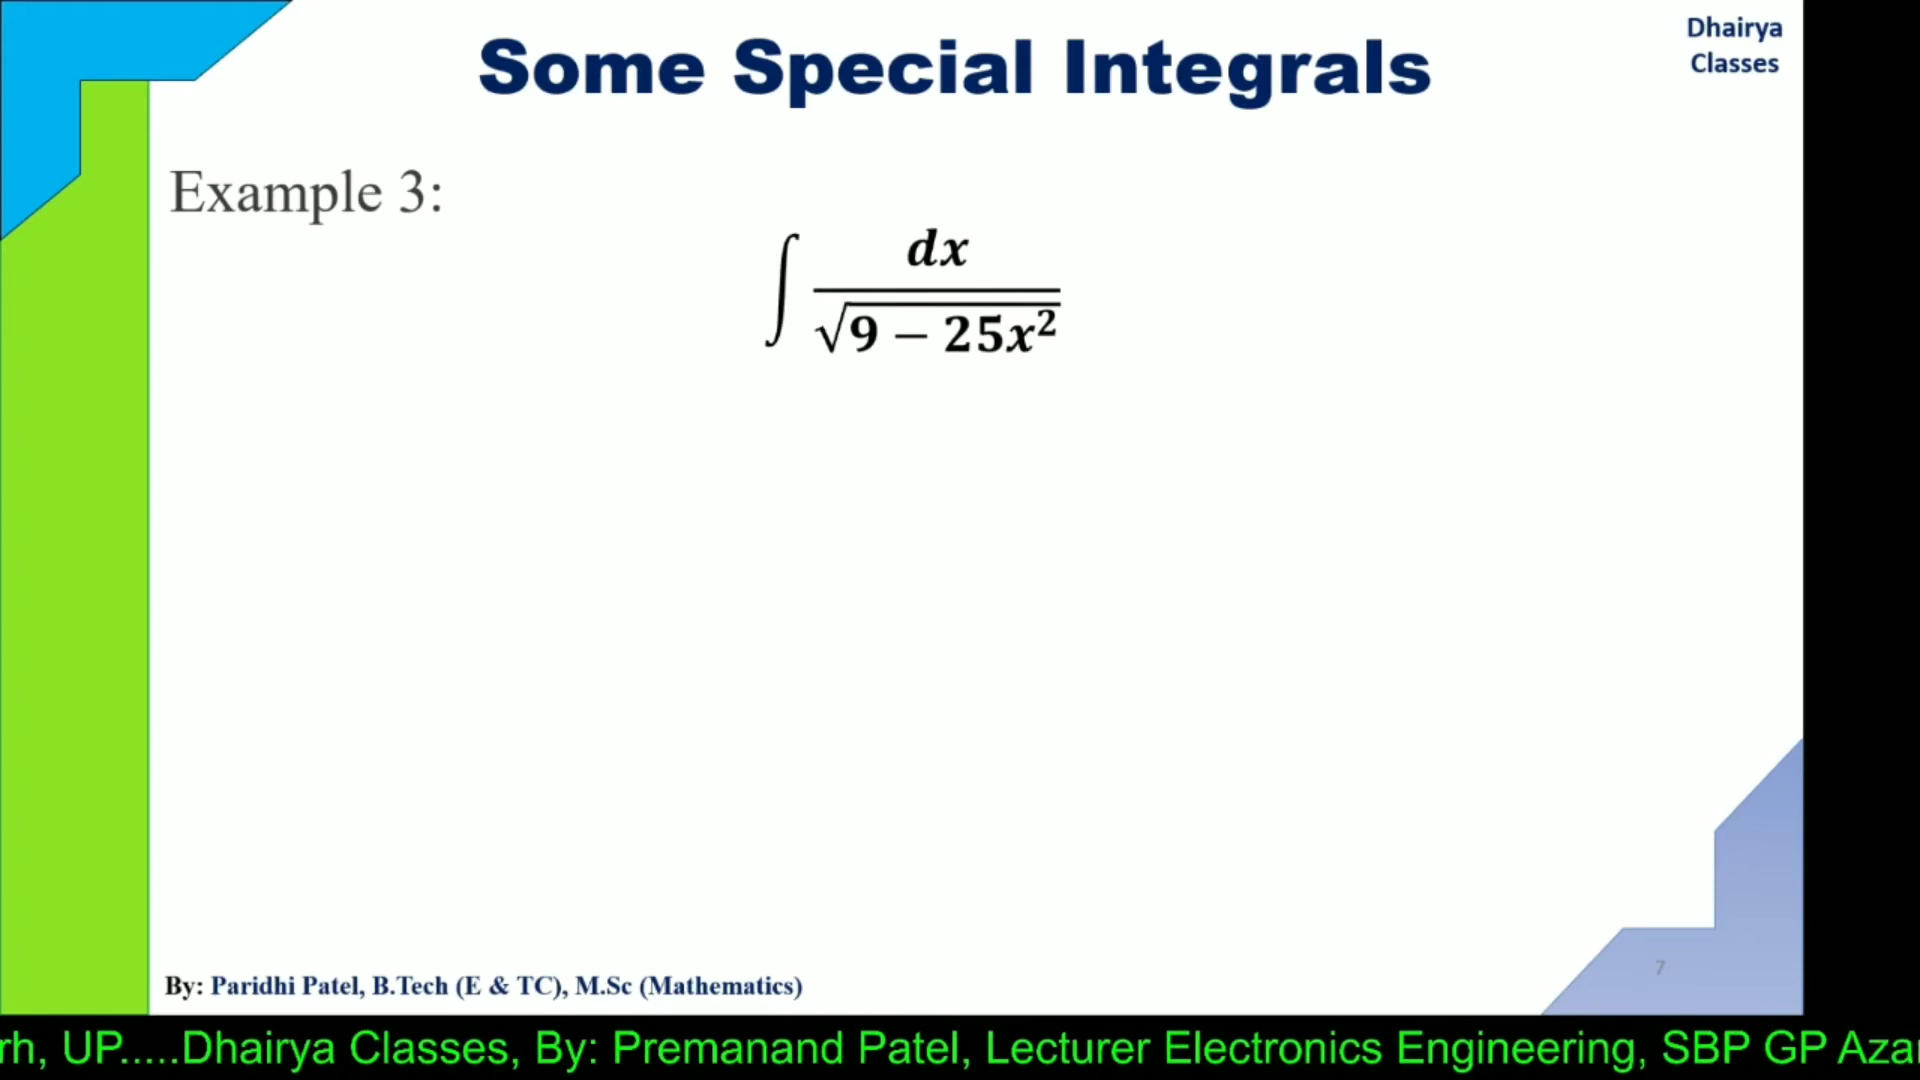 Some Special Integrals
Dhairya
Classes
Example 3:
∫ dx / √(9 − 25x²)
By: Paridhi Patel, B.Tech (E & TC), M.Sc (Mathematics)
7
rh, UP.....Dhairya Classes, By: Premanand Patel, Lecturer Electronics Engineering, SBP GP Aza